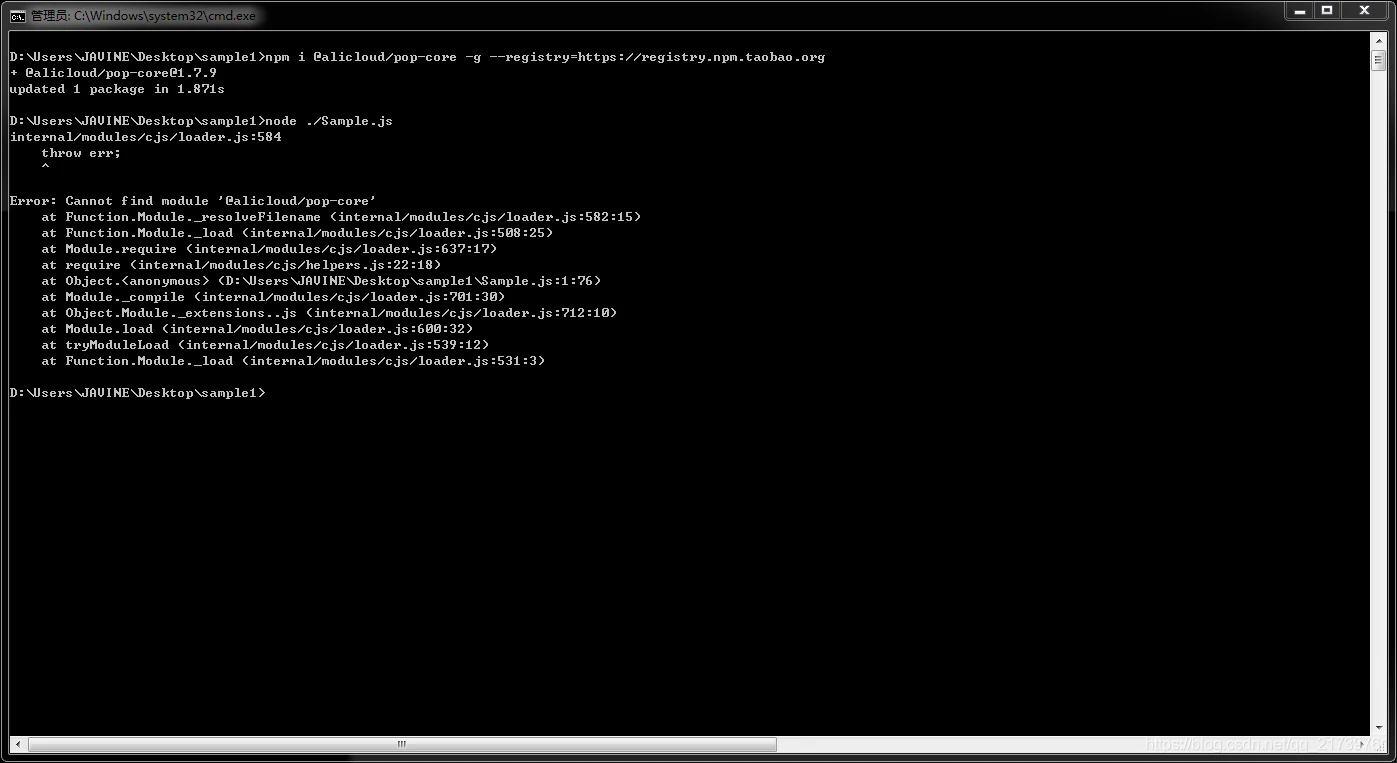 管理员: C:\Windows\system32\cmd.exe
D:\Users\JAVINE\Desktop\sample1>npm i @alicloud/pop-core -g --registry=https://registry.npm.taobao.org
+ @alicloud/pop-core@1.7.9
updated 1 package in 1.871s
D:\Users\JAVINE\Desktop\sample1>node ./Sample.js
internal/modules/cjs/loader.js:584
    throw err;
    ^
Error: Cannot find module '@alicloud/pop-core'
    at Function.Module._resolveFilename (internal/modules/cjs/loader.js:582:15)
    at Function.Module._load (internal/modules/cjs/loader.js:508:25)
    at Module.require (internal/modules/cjs/loader.js:637:17)
    at require (internal/modules/cjs/helpers.js:22:18)
    at Object.<anonymous> (D:\Users\JAVINE\Desktop\sample1\Sample.js:1:76)
    at Module._compile (internal/modules/cjs/loader.js:701:30)
    at Object.Module._extensions..js (internal/modules/cjs/loader.js:712:10)
    at Module.load (internal/modules/cjs/loader.js:600:32)
    at tryModuleLoad (internal/modules/cjs/loader.js:539:12)
    at Function.Module._load (internal/modules/cjs/loader.js:531:3)
D:\Users\JAVINE\Desktop\sample1>